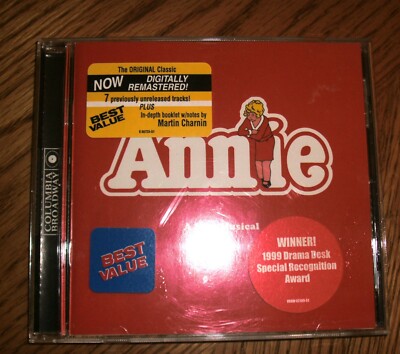 The ORIGINAL Classic
NOW DIGITALLY REMASTERED!
7 previously unreleased tracks!
PLUS
BEST VALUE
In-depth booklet w/notes by
Martin Charnin
Annie
Musical
COLUMBIA
BROADWAY
BEST
VALUE
WINNER!
1999 Drama Desk
Special Recognition
Award